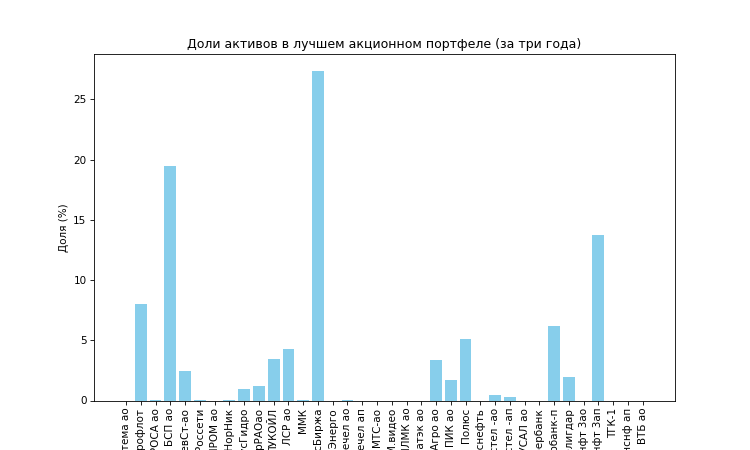 Доли активов в лучшем акционном портфеле (за три года)
Доля (%)
25
20
15
10
5
0
тема ао
рофлот
РОСА ао
БСП ао
евСт-ао
Россети
ПРОМ ао
НорНик
сГидро
рРАОао
УКОЙЛ
ЛСР ао
ММК
сБиржа
Энерго
ечел ао
ечел ап
МТС-ао
М.видео
ЛМК ао
атэк ао
Агро ао
ПИК ао
Полюс
снефть
стел -ао
стел -ап
УСАЛ ао
ербанк
рбанк-п
лигдар
нфт 3ао
нфт 3ап
ТГК-1
нснф ап
ВТБ ао